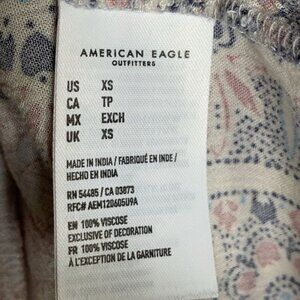 AMERICAN EAGLE
OUTFITTERS
US XS
CA TP
MX EXCH
UK XS
MADE IN INDIA / FABRIQUÉ EN INDE /
HECHO EN INDIA
RN 54485 / CA 03873
RFC# AEM12060509A
EN 100% VISCOSE
EXCLUSIVE OF DECORATION
FR 100% VISCOSE
À L'EXCEPTION DE LA GARNITURE